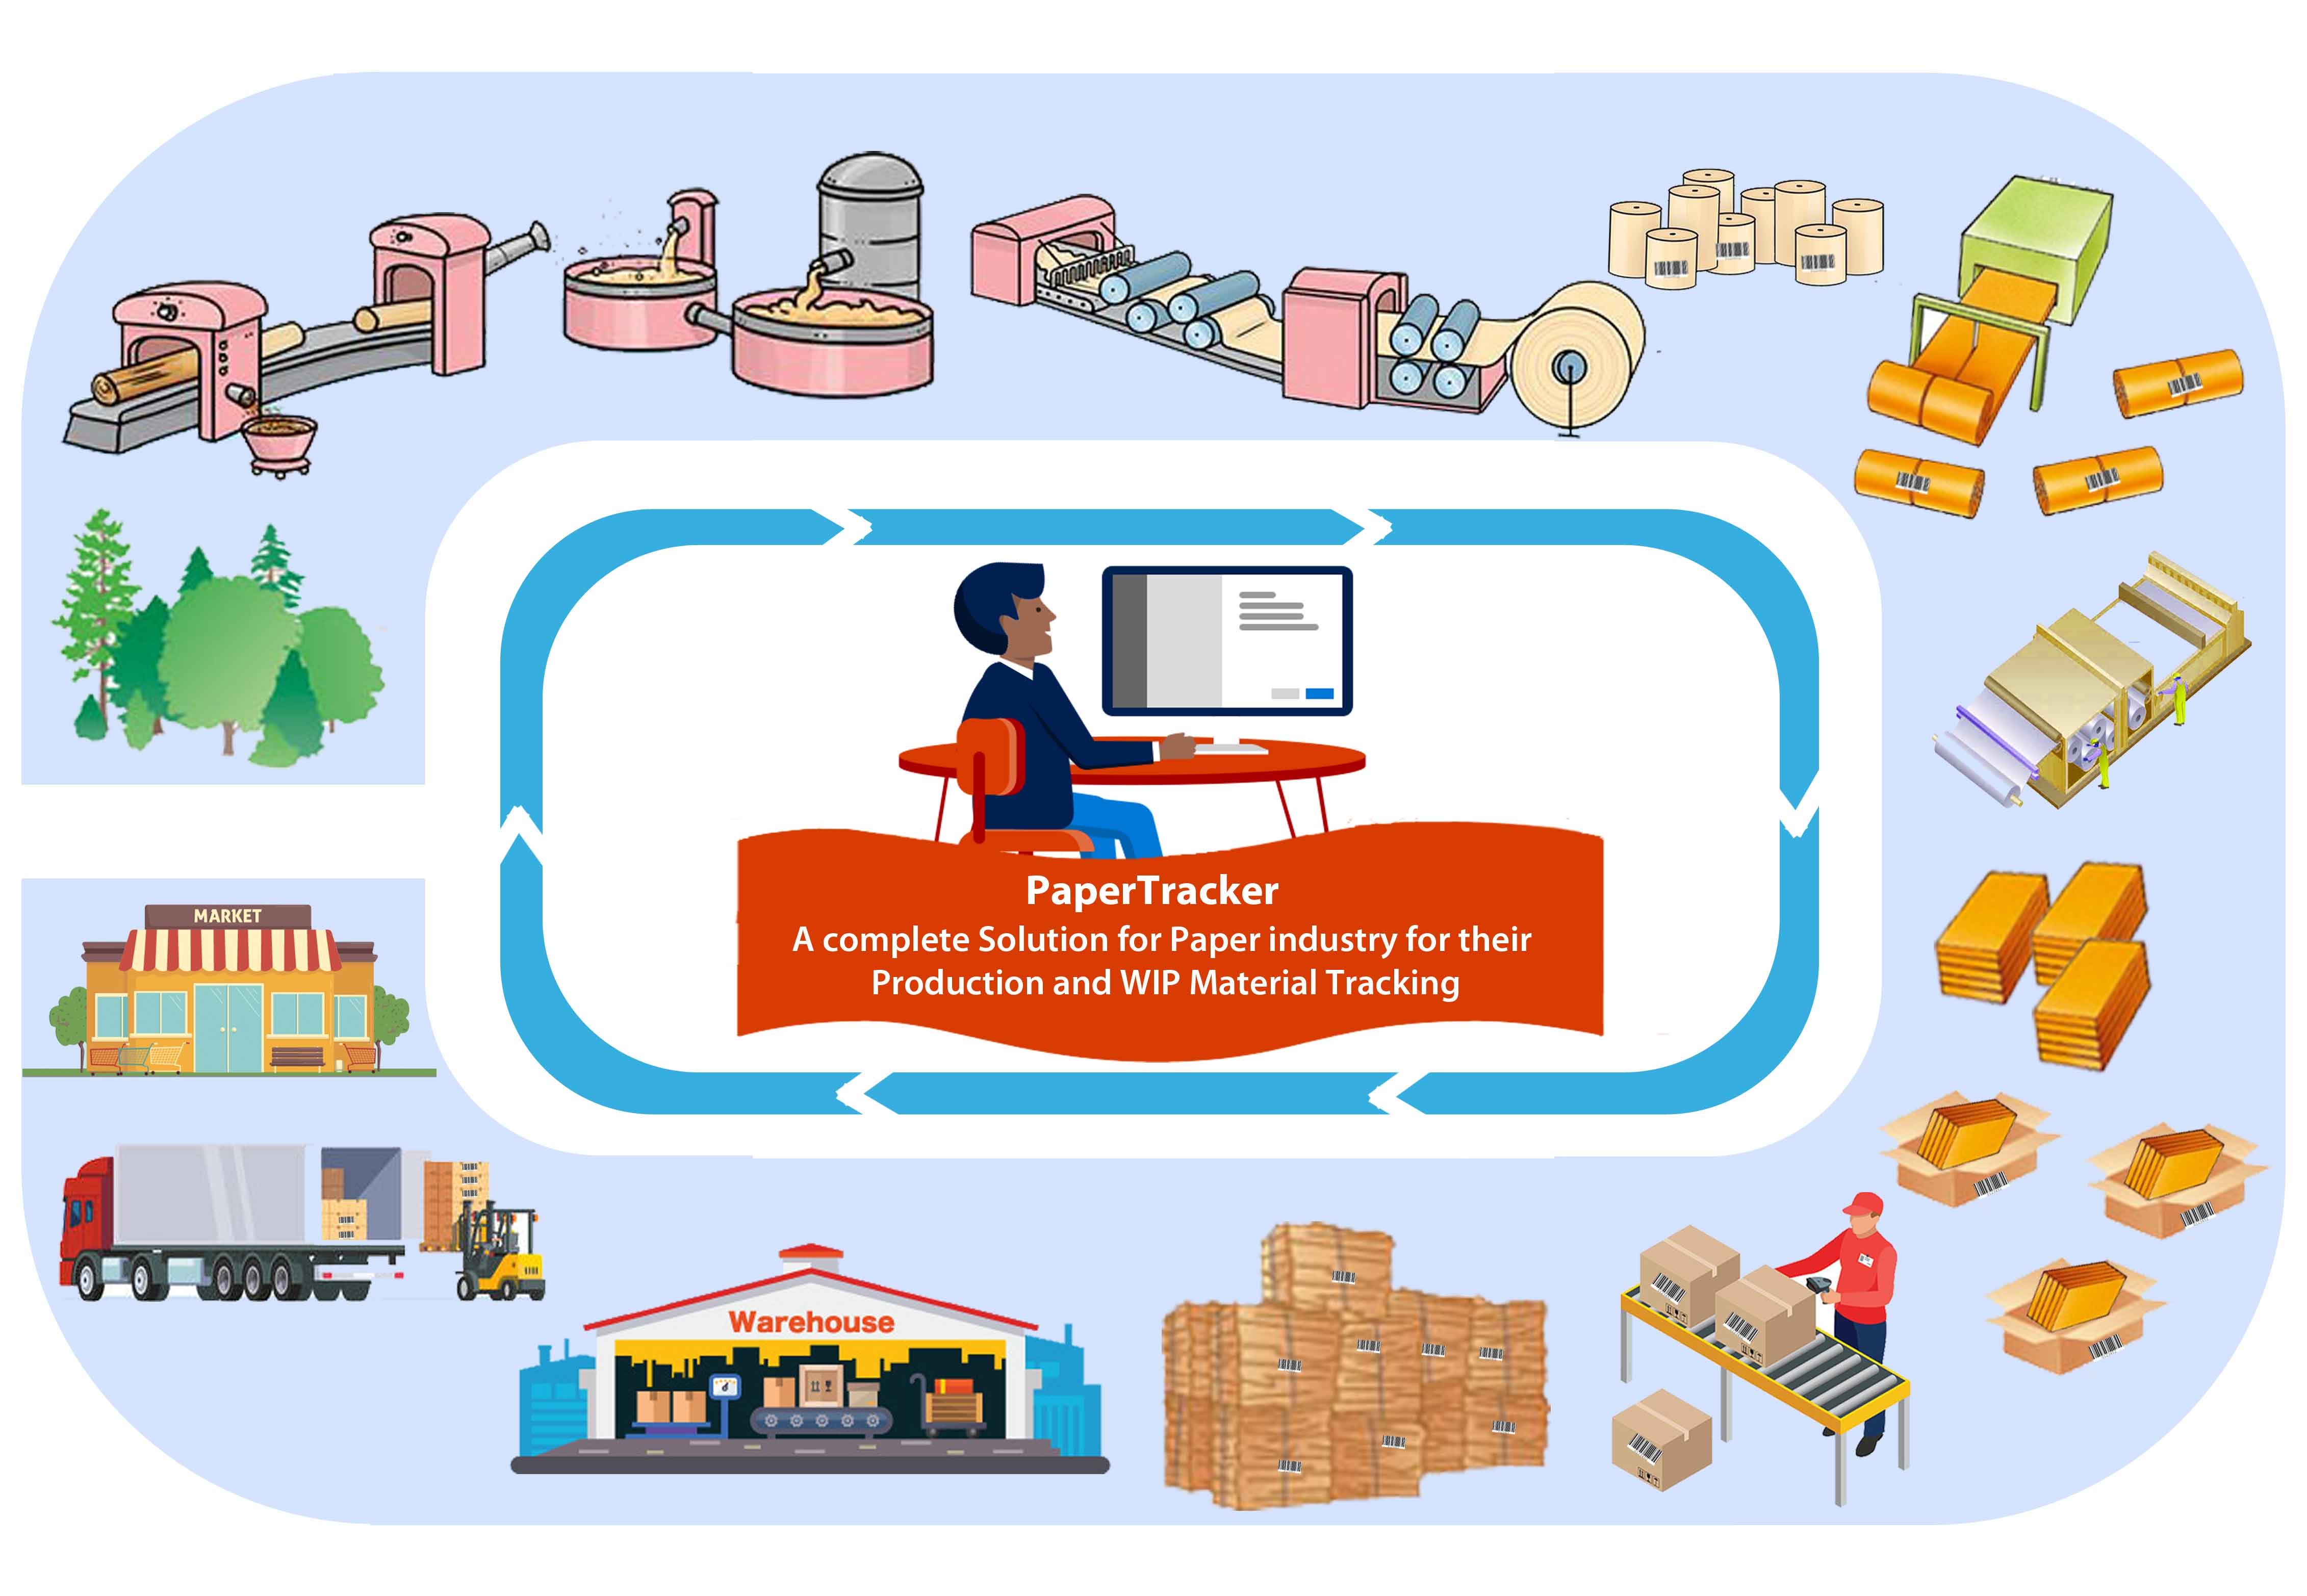 PaperTracker
A complete Solution for Paper industry for their
Production and WIP Material Tracking
MARKET
Warehouse